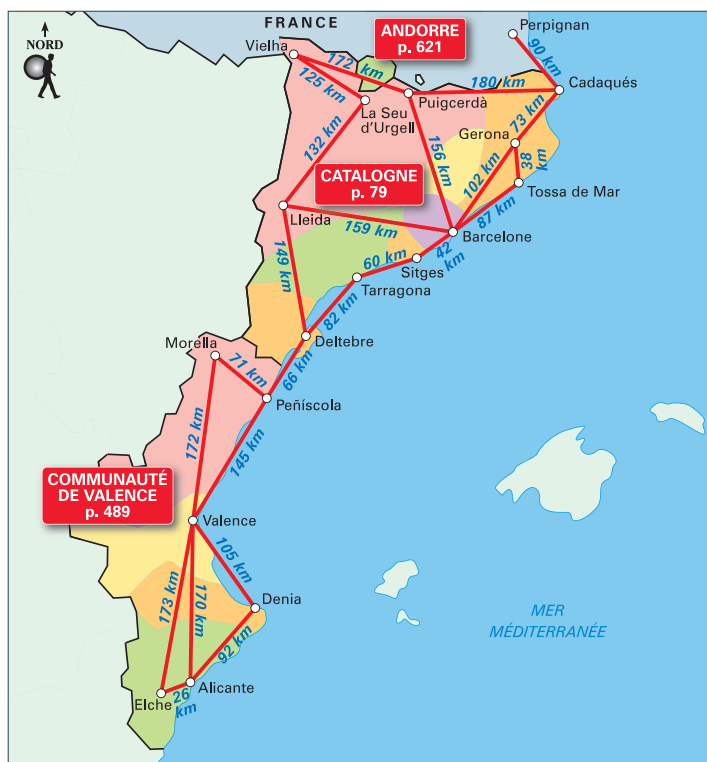 FRANCE
NORD
ANDORRE
p. 621
Perpignan
Vielha
172 km
90 km
125 km
180 km
Cadaqués
Puigcerdà
La Seu
d'Urgell
Gerona
73 km
132 km
156 km
38
km
102 km
CATALOGNE
p. 79
Tossa de Mar
87 km
Lleida
159 km
Barcelone
42
km
149 km
60 km
Sitges
Tarragona
82 km
Morella
Deltebre
71 km
66 km
Peñíscola
172 km
145 km
COMMUNAUTÉ
DE VALENCE
p. 489
Valence
105 km
173 km
170 km
Denia
MER
MÉDITERRANÉE
92 km
Alicante
Elche
26
km